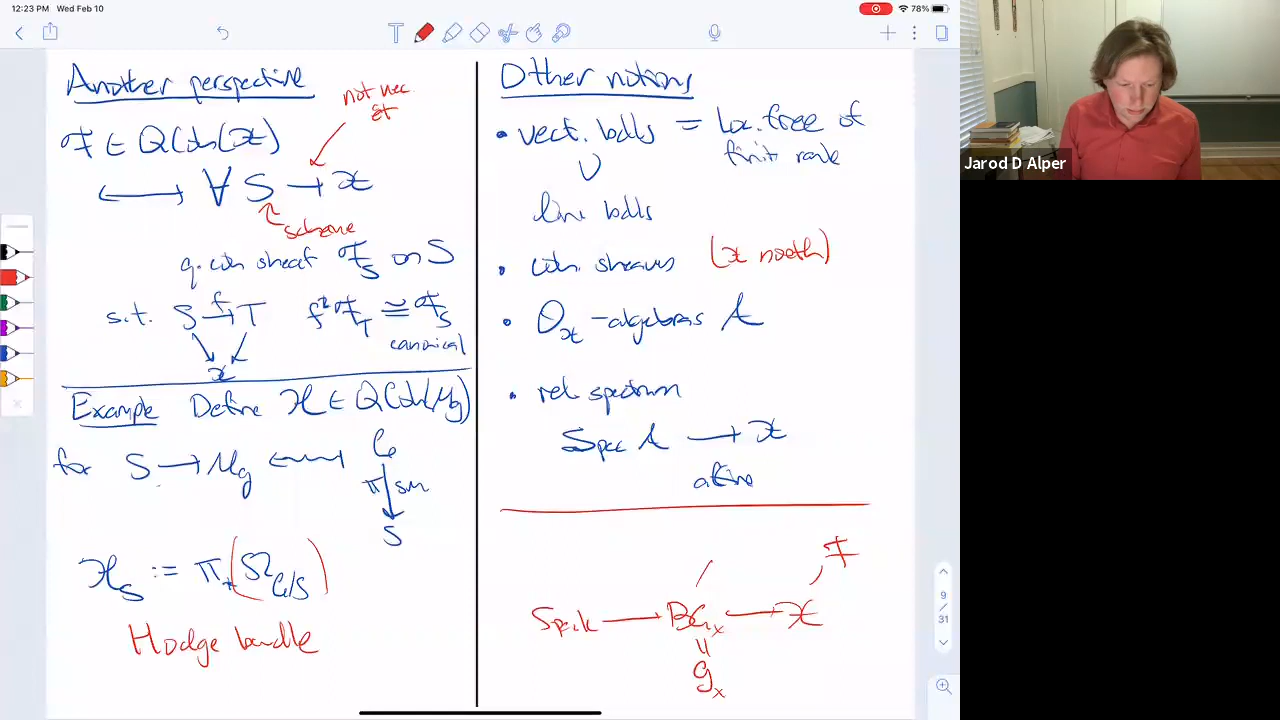 12:23 PM Wed Feb 10
78%
Another perspective
not nec
ét
F ∈ QCoh(X)
⟷ ∀ S → X
scheme
q. coh sheaf F_S on S
s.t. S →^f T f^*F_T ≅ F_S
canonical
X
Example Define H ∈ QCoh(M_g)
for S → M_g ⟷ C
π sm
S
H_S := π_*(Ω_{C/S})
Hodge bundle
Other notions
• vect. bdls = loc. free of
finite rank
∪
line bdls
• coh. sheaves (X noeth)
• O_X-algebras A
• rel spectrum
Spec A → X
affine
F
Spec k → BG_x → X
=
G_x
9
/
31
Jarod D Alper